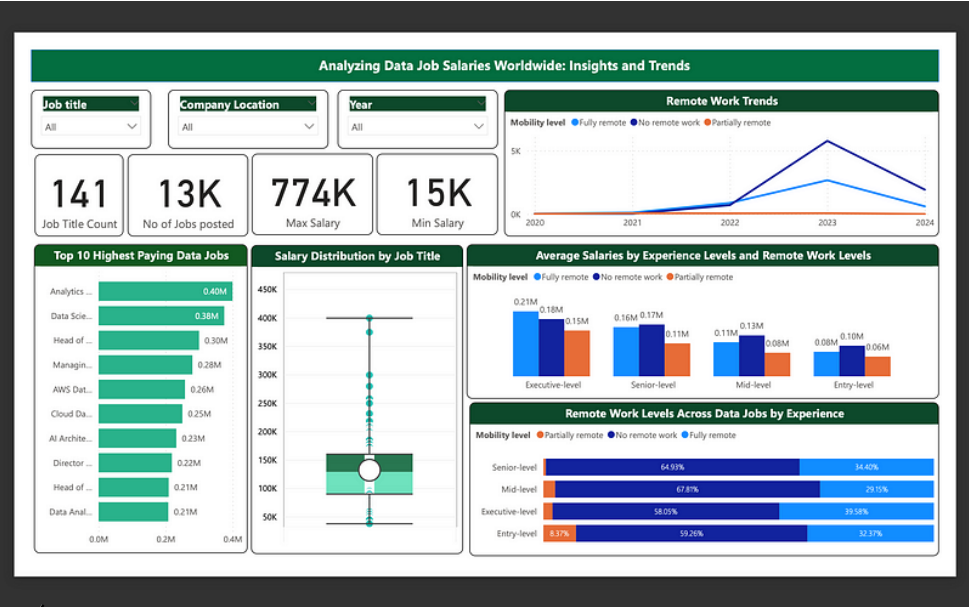 Analyzing Data Job Salaries Worldwide: Insights and Trends
Job title
All
Company Location
All
Year
All
141
Job Title Count
13K
No of Jobs posted
774K
Max Salary
15K
Min Salary
Remote Work Trends
Mobility level Fully remote No remote work Partially remote
5K
0K
2020 2021 2022 2023 2024
Top 10 Highest Paying Data Jobs
Analytics ... 0.40M
Data Scie... 0.38M
Head of ... 0.30M
Managin... 0.28M
AWS Dat... 0.26M
Cloud Da... 0.25M
AI Archite... 0.23M
Director ... 0.22M
Head of ... 0.21M
Data Anal... 0.21M
0.0M 0.2M 0.4M
Salary Distribution by Job Title
450K
400K
350K
300K
250K
200K
150K
100K
50K
Average Salaries by Experience Levels and Remote Work Levels
Mobility level Fully remote No remote work Partially remote
0.21M 0.18M 0.15M
0.16M 0.17M 0.11M
0.11M 0.13M 0.08M
0.08M 0.10M 0.06M
Executive-level Senior-level Mid-level Entry-level
Remote Work Levels Across Data Jobs by Experience
Mobility level Partially remote No remote work Fully remote
Senior-level 64.93% 34.40%
Mid-level 67.81% 29.15%
Executive-level 58.05% 39.58%
Entry-level 8.37% 59.26% 32.37%